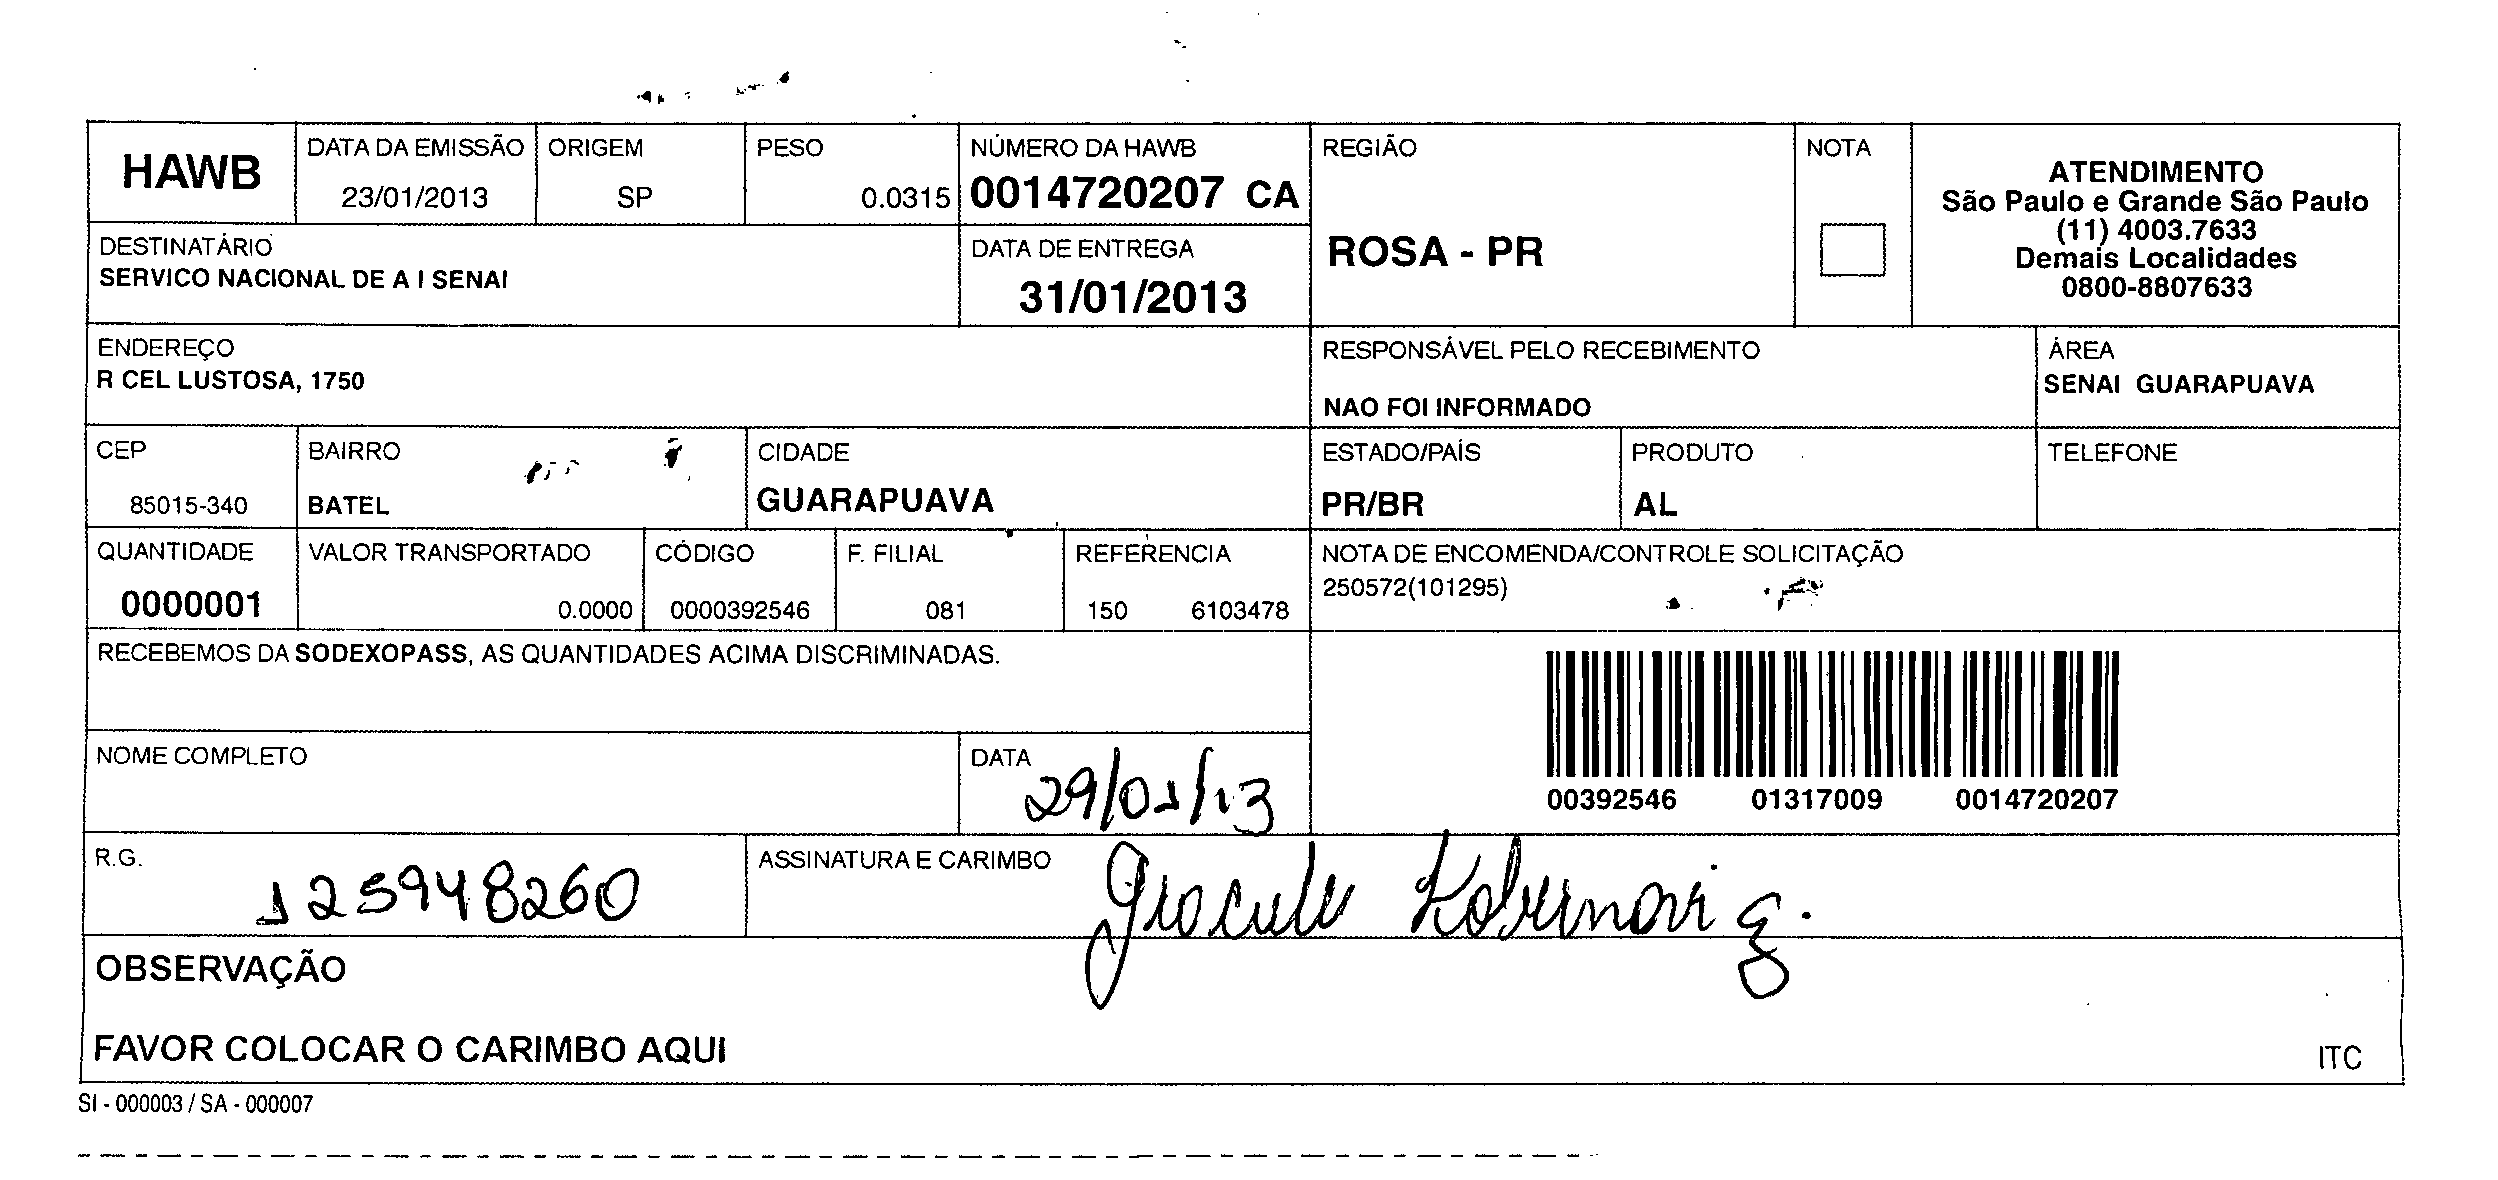 HAWB
DATA DA EMISSÃO
23/01/2013
ORIGEM
SP
PESO
0.0315
NÚMERO DA HAWB
0014720207 CA
REGIÃO
ROSA - PR
NOTA
ATENDIMENTO
São Paulo e Grande São Paulo
(11) 4003.7633
Demais Localidades
0800-8807633
DESTINATÁRIO
SERVICO NACIONAL DE A I SENAI
DATA DE ENTREGA
31/01/2013
ENDEREÇO
R CEL LUSTOSA, 1750
RESPONSÁVEL PELO RECEBIMENTO
NAO FOI INFORMADO
ÁREA
SENAI GUARAPUAVA
CEP
85015-340
BAIRRO
BATEL
CIDADE
GUARAPUAVA
ESTADO/PAÍS
PR/BR
PRODUTO
AL
TELEFONE
QUANTIDADE
0000001
VALOR TRANSPORTADO
0.0000
CÓDIGO
0000392546
F. FILIAL
081
REFERENCIA
150 6103478
NOTA DE ENCOMENDA/CONTROLE SOLICITAÇÃO
250572(101295)
RECEBEMOS DA SODEXOPASS, AS QUANTIDADES ACIMA DISCRIMINADAS.
00392546 01317009 0014720207
NOME COMPLETO
DATA
29/01/13
R.G.
125948260
ASSINATURA E CARIMBO
OBSERVAÇÃO
FAVOR COLOCAR O CARIMBO AQUI
ITC
SI - 000003 / SA - 000007